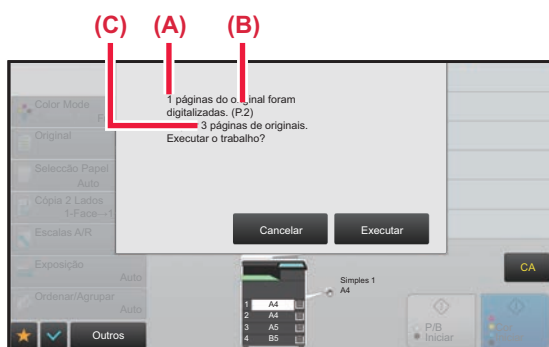 (C) (A) (B)
1 páginas do original foram
digitalizadas. (P.2)
3 páginas de originais.
Executar o trabalho?
Cancelar Executar
Color Mode
Original
Selecção Papel
Auto
Cópia 2 Lados
1-Face→1
Escalas A/R
Exposição
Auto
Ordenar/Agrupar
Auto
Outros
Simples 1
A4
1 A4
2 A4
3 A5
4 B5
CA
P/B
Iniciar